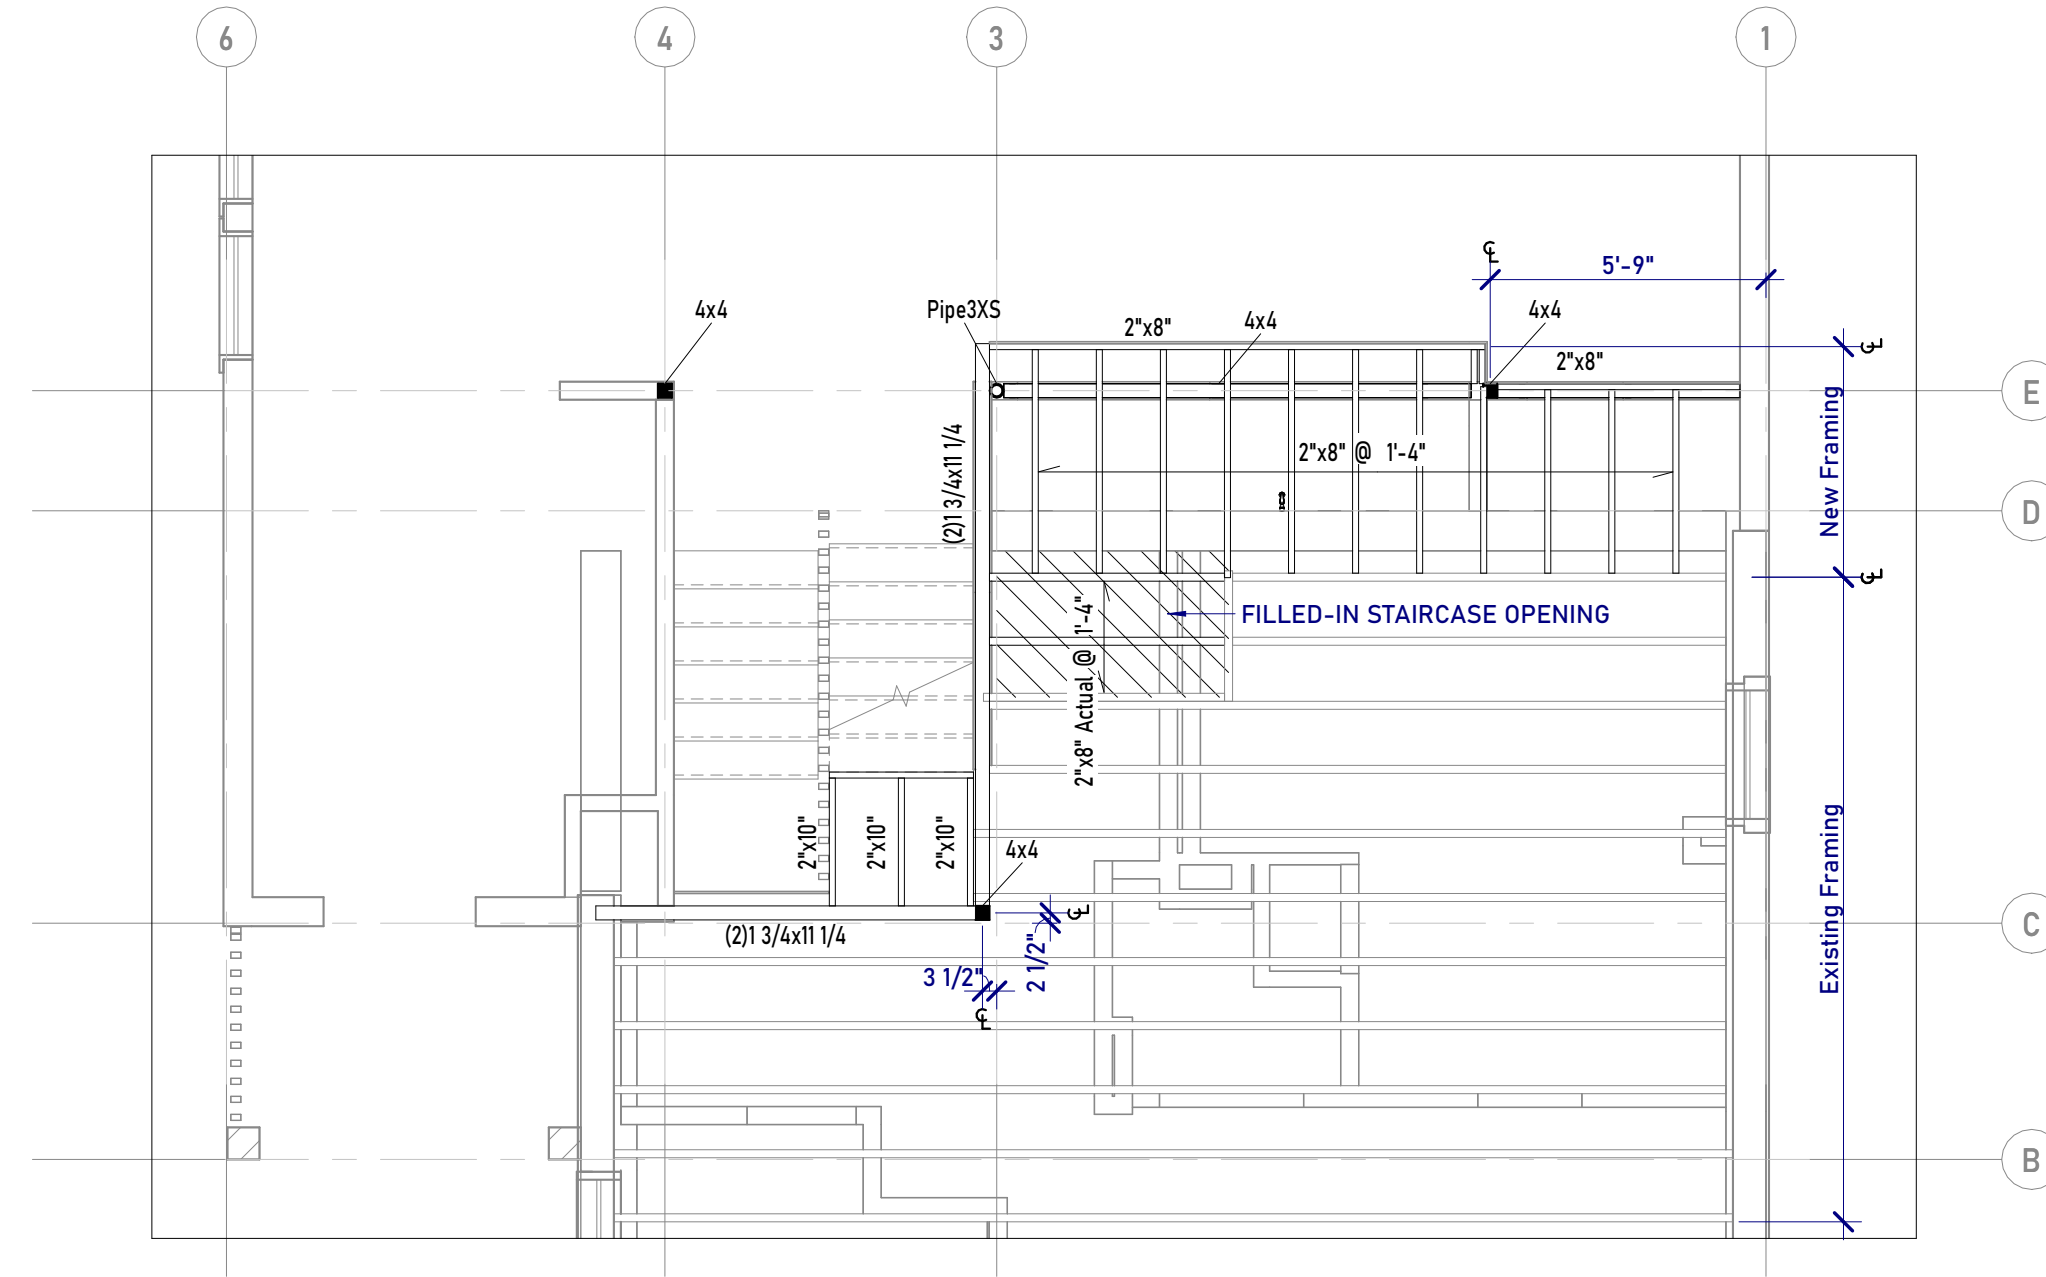 6
4
3
1
℄
5'-9"
4x4
Pipe3XS
2"x8"
4x4
4x4
2"x8"
℄
E
(2)1 3/4x11 1/4
2"x8" @ 1'-4"
New Framing
D
℄
2"x8" Actual @ 1'-4"
FILLED-IN STAIRCASE OPENING
2"x10"
2"x10"
2"x10"
4x4
Existing Framing
℄
C
(2)1 3/4x11 1/4
3 1/2"
2 1/2"
℄
B